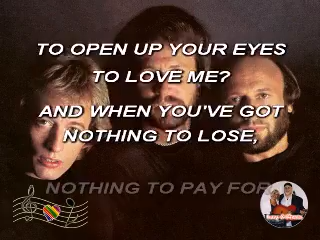 TO OPEN UP YOUR EYES
TO LOVE ME?
AND WHEN YOU'VE GOT
NOTHING TO LOSE,
NOTHING TO PAY FOR